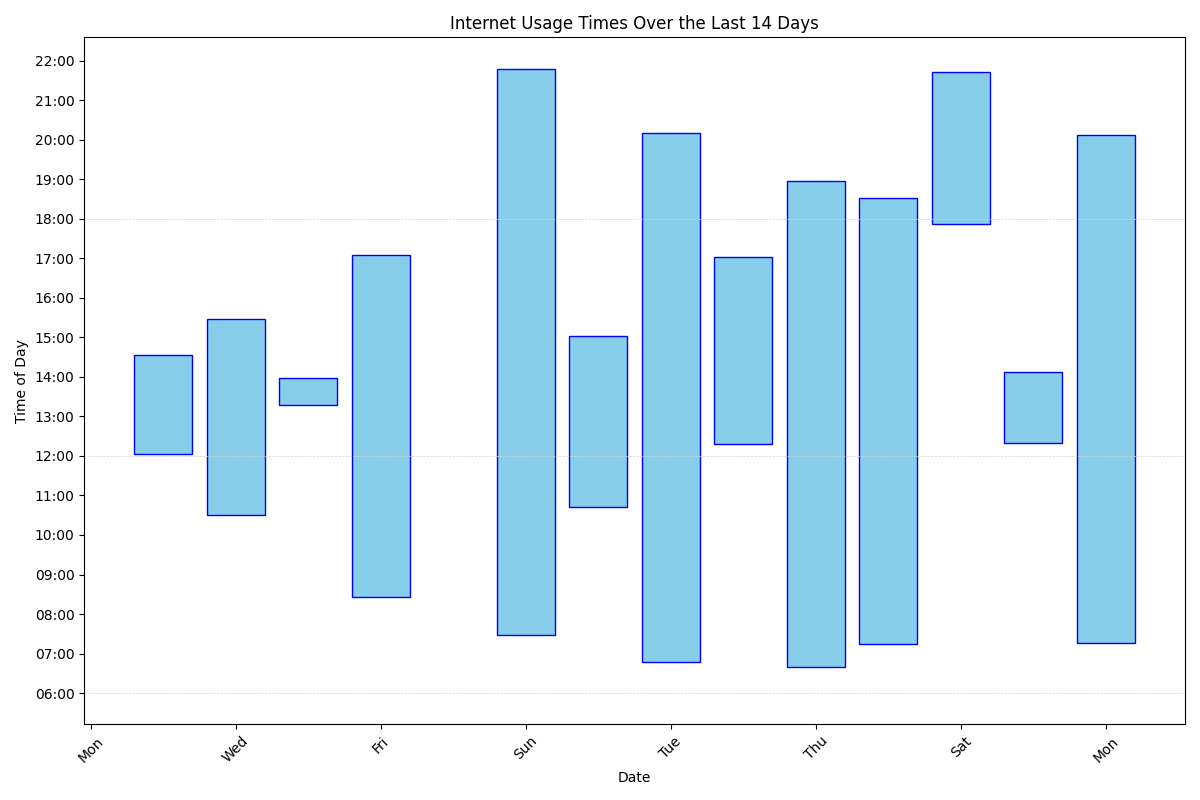 Internet Usage Times Over the Last 14 Days
22:00
21:00
20:00
19:00
18:00
17:00
16:00
15:00
14:00
13:00
12:00
11:00
10:00
09:00
08:00
07:00
06:00
Time of Day
Mon
Wed
Fri
Sun
Tue
Thu
Sat
Mon
Date